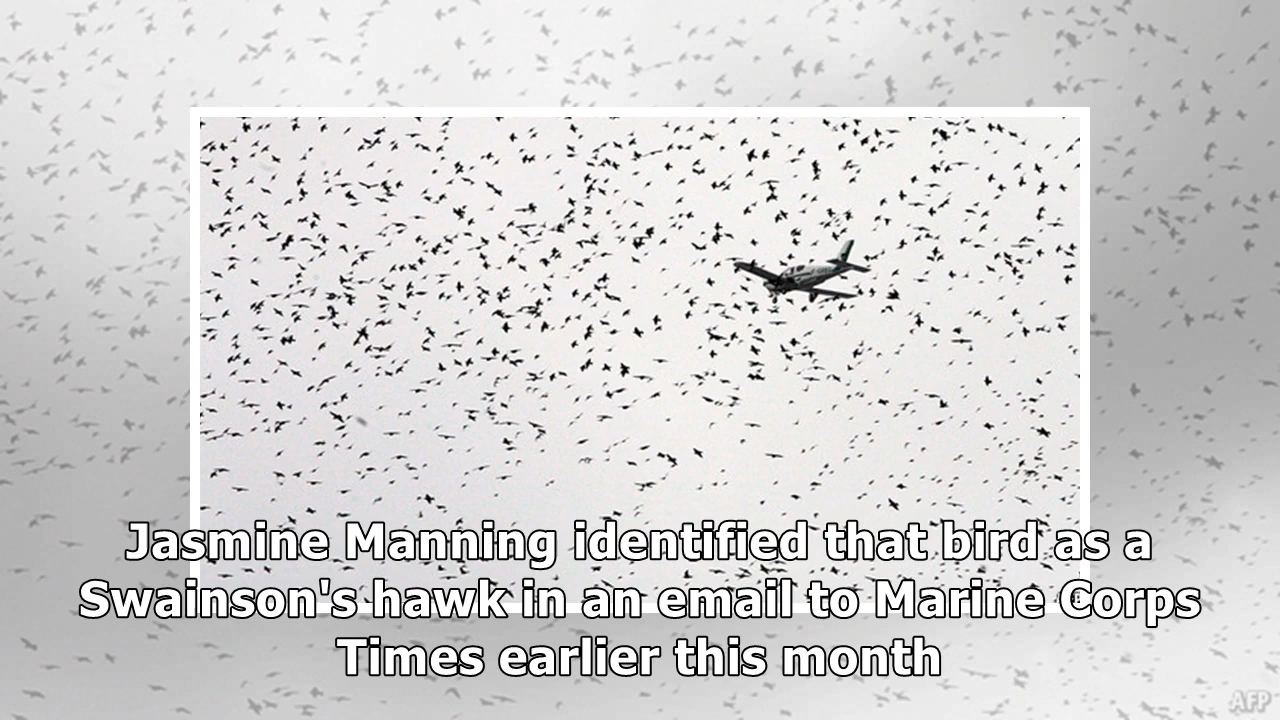 Jasmine Manning identified that bird as a
Swainson's hawk in an email to Marine Corps
Times earlier this month
AFP